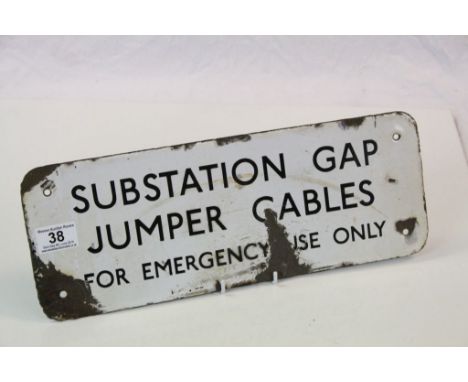 SUBSTATION GAP
JUMPER CABLES
FOR EMERGENCY USE ONLY
38